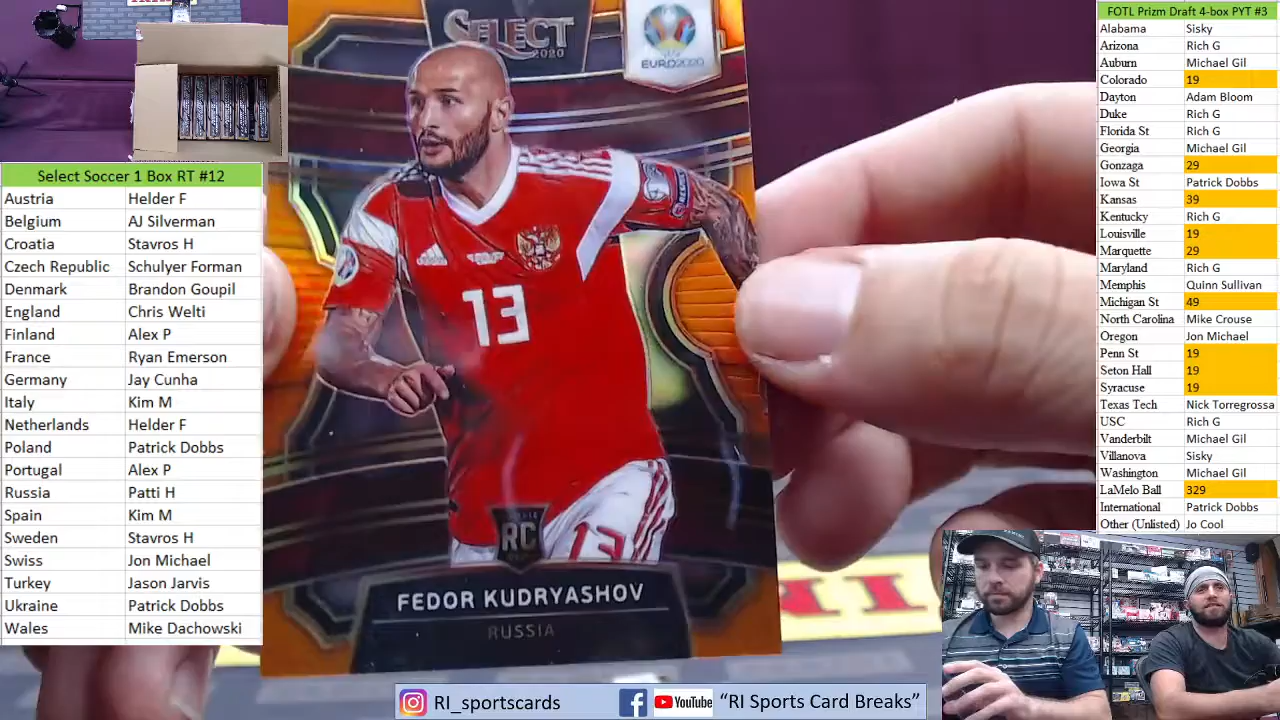 Select Soccer 1 Box RT #12
Austria Helder F
Belgium AJ Silverman
Croatia Stavros H
Czech Republic Schulyer Forman
Denmark Brandon Goupil
England Chris Welti
Finland Alex P
France Ryan Emerson
Germany Jay Cunha
Italy Kim M
Netherlands Helder F
Poland Patrick Dobbs
Portugal Alex P
Russia Patti H
Spain Kim M
Sweden Stavros H
Swiss Jon Michael
Turkey Jason Jarvis
Ukraine Patrick Dobbs
Wales Mike Dachowski
SELECT
2020
UEFA
EURO2020
13
13
RC
FEDOR KUDRYASHOV
RUSSIA
RI_sportscards
YouTube
“RI Sports Card Breaks”
FOTL Prizm Draft 4-box PYT #3
Alabama Sisky
Arizona Rich G
Auburn Michael Gil
Colorado 19
Dayton Adam Bloom
Duke Rich G
Florida St Rich G
Georgia Michael Gil
Gonzaga 29
Iowa St Patrick Dobbs
Kansas 39
Kentucky Rich G
Louisville 19
Marquette 29
Maryland Rich G
Memphis Quinn Sullivan
Michigan St 49
North Carolina Mike Crouse
Oregon Jon Michael
Penn St 19
Seton Hall 19
Syracuse 19
Texas Tech Nick Torregrossa
USC Rich G
Vanderbilt Michael Gil
Villanova Sisky
Washington Michael Gil
LaMelo Ball 329
International Patrick Dobbs
Other (Unlisted) Jo Cool